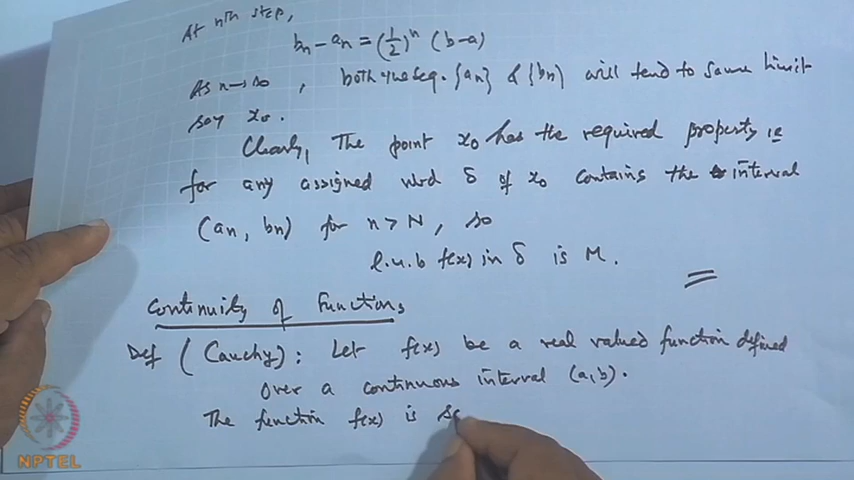 At nth step,
bn - an = (1/2)^n (b-a)
As n→∞, both the seq. {an} & {bn} will tend to same limit
say x₀.
Clearly, The point x₀ has the required property ie
for any assigned nbd δ of x₀ contains the interval
(an, bn) for n > N, so
l.u.b f(x) in δ is M.
Continuity of Functions
Def (Cauchy): Let f(x) be a real valued function defined
over a continuous interval (a,b).
The function f(x) is
NPTEL